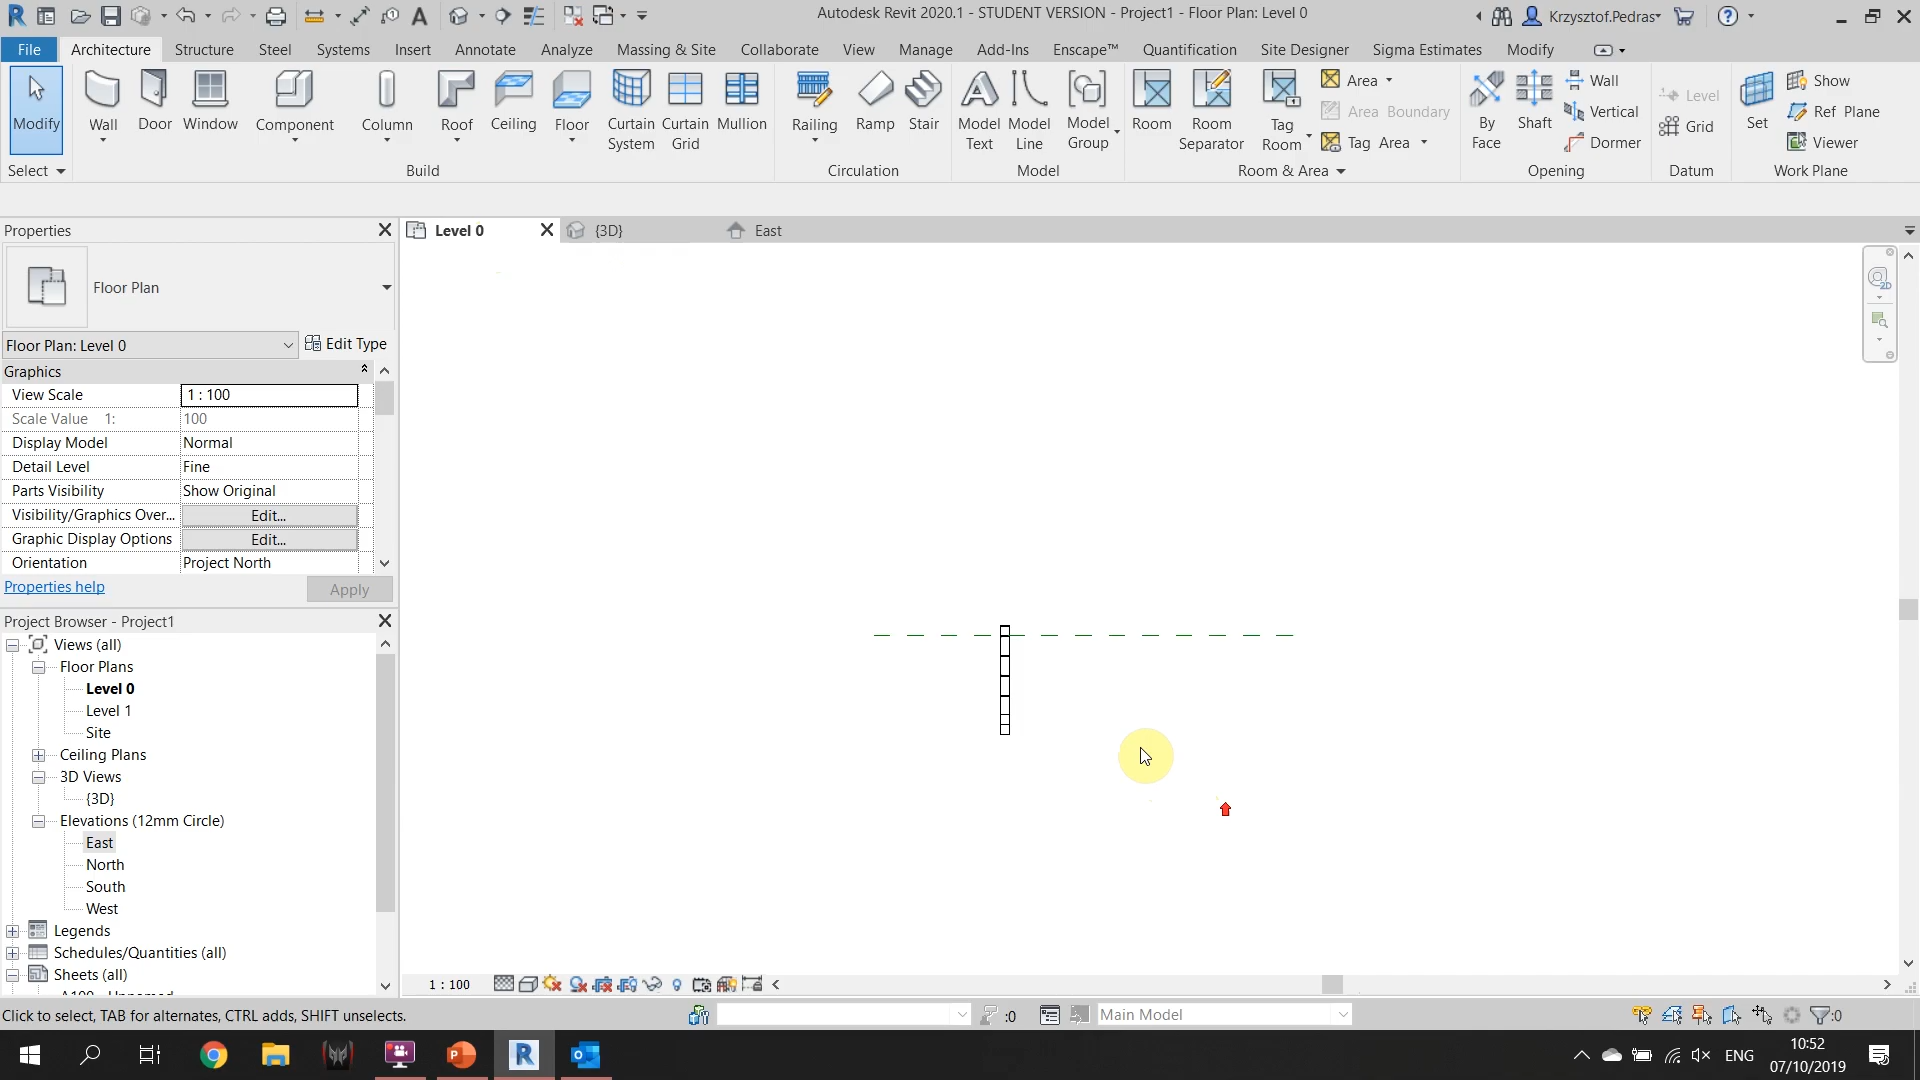 Autodesk Revit 2020.1 - STUDENT VERSION - Project1 - Floor Plan: Level 0
Krzysztof.Pedras
File Architecture Structure Steel Systems Insert Annotate Analyze Massing & Site Collaborate View Manage Add-Ins Enscape™ Quantification Site Designer Sigma Estimates Modify
Modify
Wall
Door
Window
Component
Column
Roof
Ceiling
Floor
Curtain
System
Curtain
Grid
Mullion
Railing
Ramp
Stair
Model
Text
Model
Line
Model
Group
Room
Room
Separator
Tag
Room
Area
Area Boundary
Tag Area
By
Face
Shaft
Wall
Vertical
Dormer
Level
Grid
Set
Show
Ref Plane
Viewer
Select Build Circulation Model Room & Area Opening Datum Work Plane
Properties
Floor Plan
Floor Plan: Level 0
Edit Type
Graphics
View Scale 1 : 100
Scale Value 1: 100
Display Model Normal
Detail Level Fine
Parts Visibility Show Original
Visibility/Graphics Over... Edit...
Graphic Display Options Edit...
Orientation Project North
Properties help Apply
Project Browser - Project1
Views (all)
Floor Plans
Level 0
Level 1
Site
Ceiling Plans
3D Views
{3D}
Elevations (12mm Circle)
East
North
South
West
Legends
Schedules/Quantities (all)
Sheets (all)
Level 0 {3D} East
2D
1 : 100
Click to select, TAB for alternates, CTRL adds, SHIFT unselects.
:0
Main Model
:0
ENG
10:52
07/10/2019